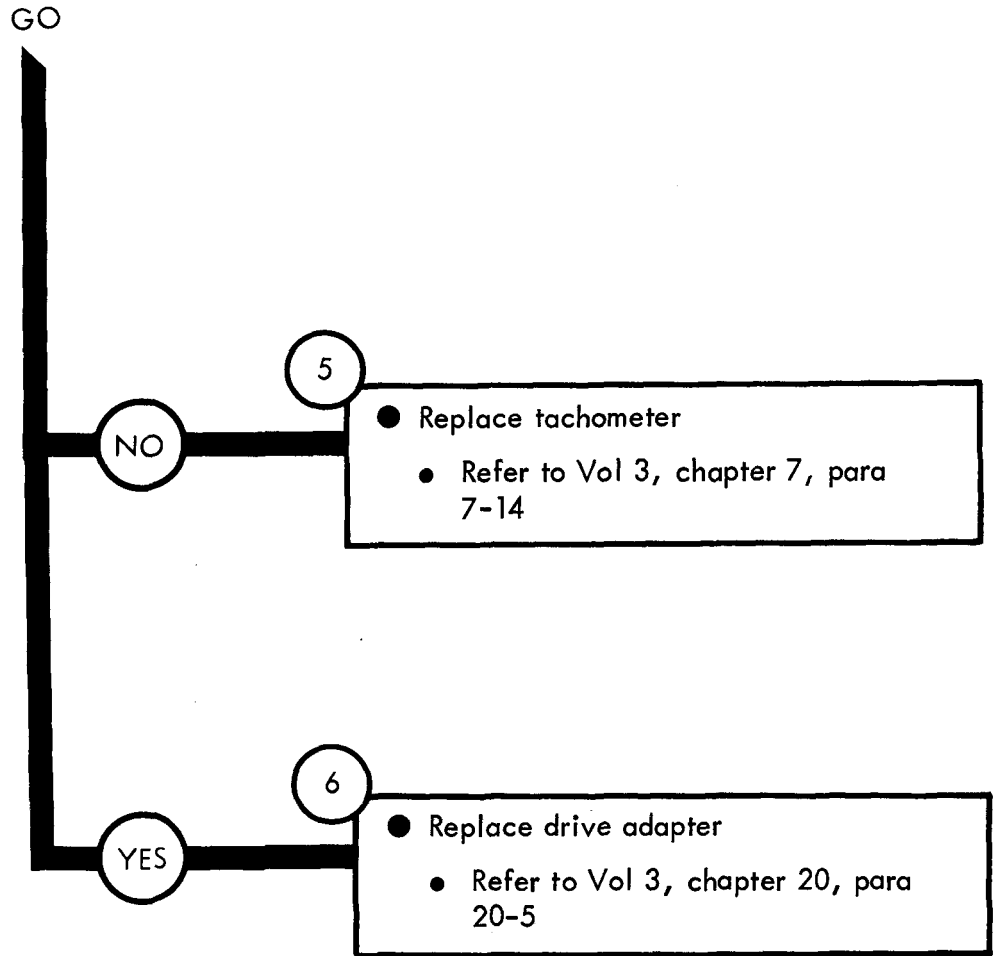 GO
5
NO
● Replace tachometer
● Refer to Vol 3, chapter 7, para
7-14
6
YES
● Replace drive adapter
● Refer to Vol 3, chapter 20, para
20-5